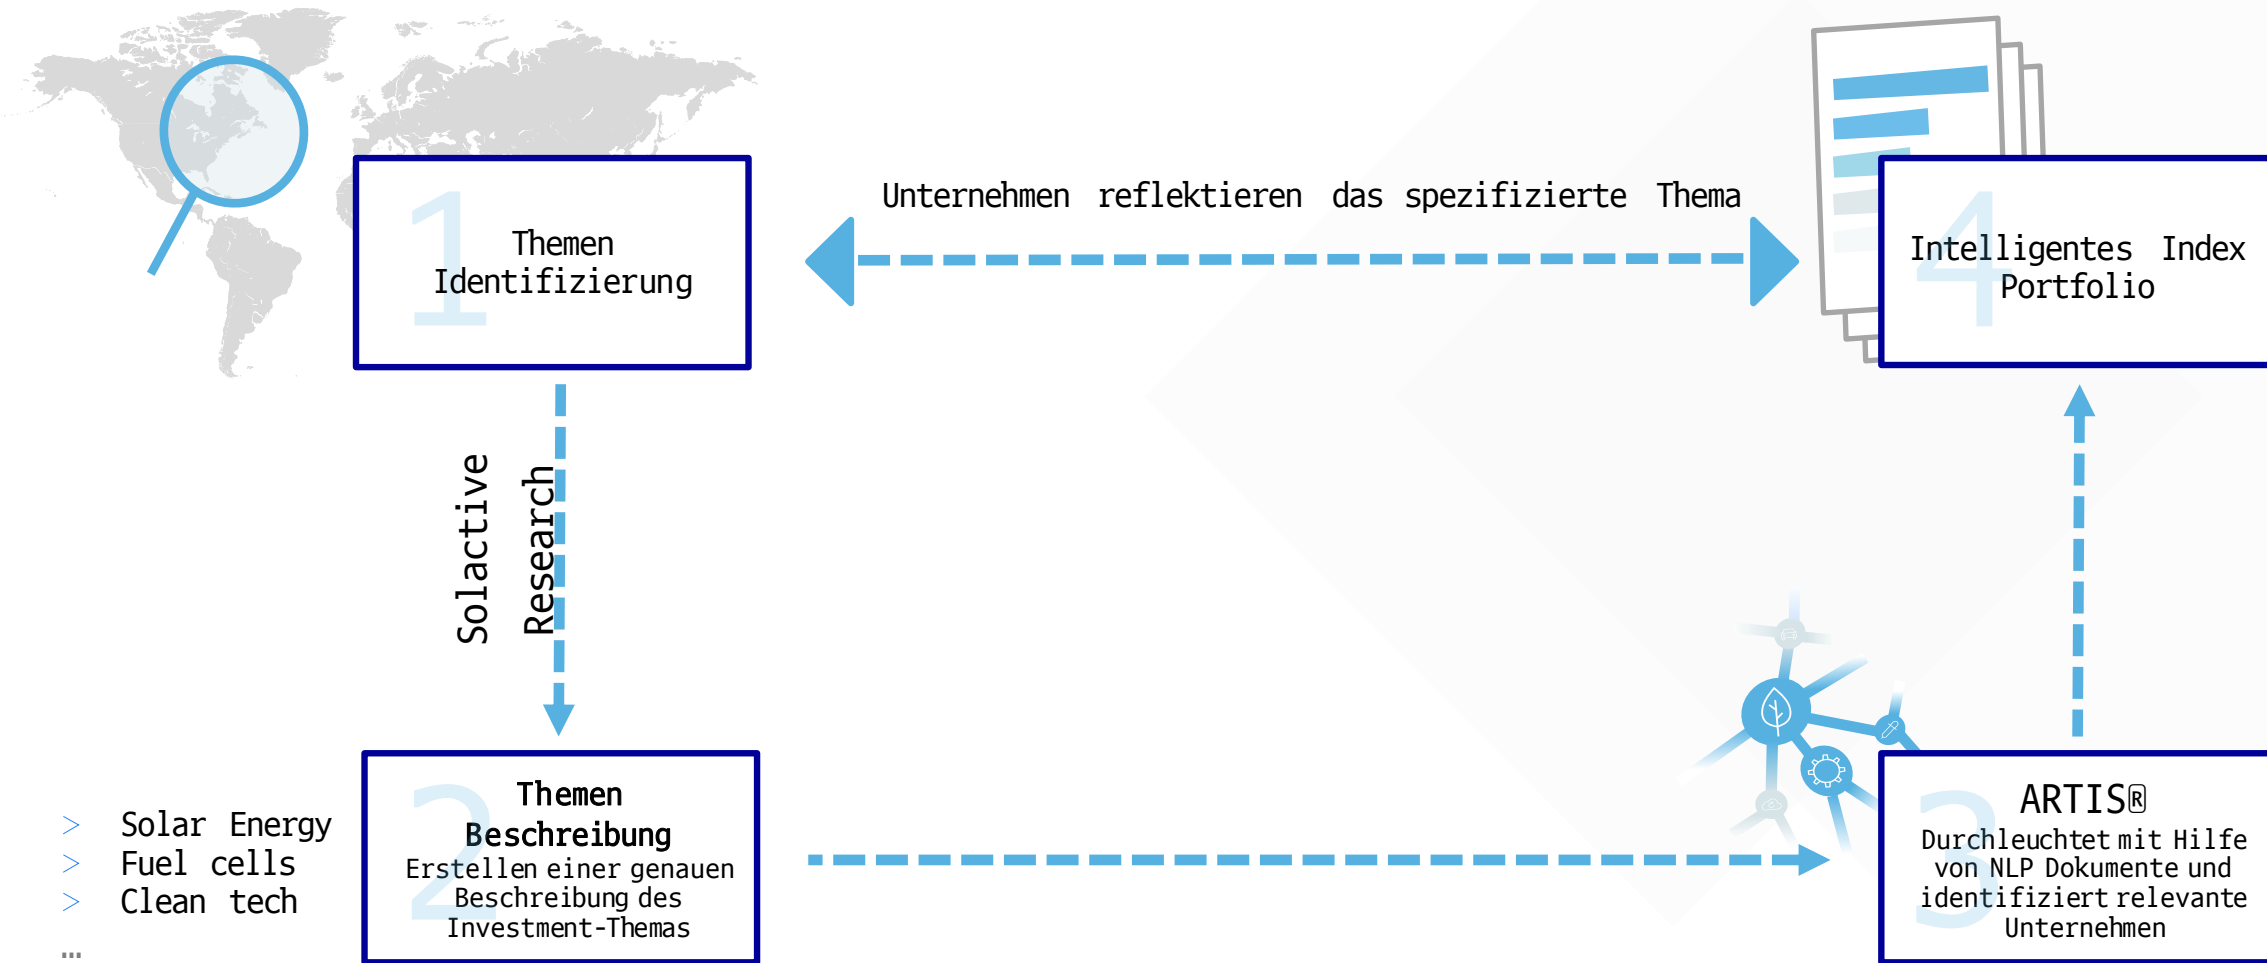 1
Themen
Identifizierung
Unternehmen reflektieren das spezifizierte Thema
4
Intelligentes Index
Portfolio
Solactive
Research
> Solar Energy
> Fuel cells
> Clean tech
…
2
Themen
Beschreibung
Erstellen einer genauen
Beschreibung des
Investment-Themas
3
ARTIS®
Durchleuchtet mit Hilfe
von NLP Dokumente und
identifiziert relevante
Unternehmen